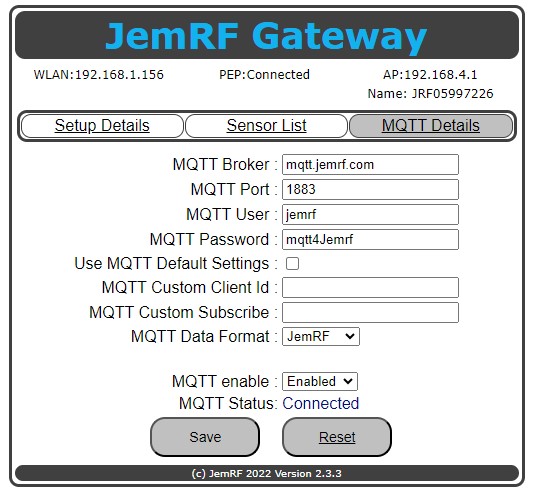 JemRF Gateway
WLAN:192.168.1.156 PEP:Connected AP:192.168.4.1
Name: JRF05997226
Setup Details Sensor List MQTT Details
MQTT Broker : mqtt.jemrf.com
MQTT Port : 1883
MQTT User : jemrf
MQTT Password : mqtt4Jemrf
Use MQTT Default Settings :
MQTT Custom Client Id :
MQTT Custom Subscribe :
MQTT Data Format : JemRF
MQTT enable : Enabled
MQTT Status: Connected
Save Reset
(c) JemRF 2022 Version 2.3.3